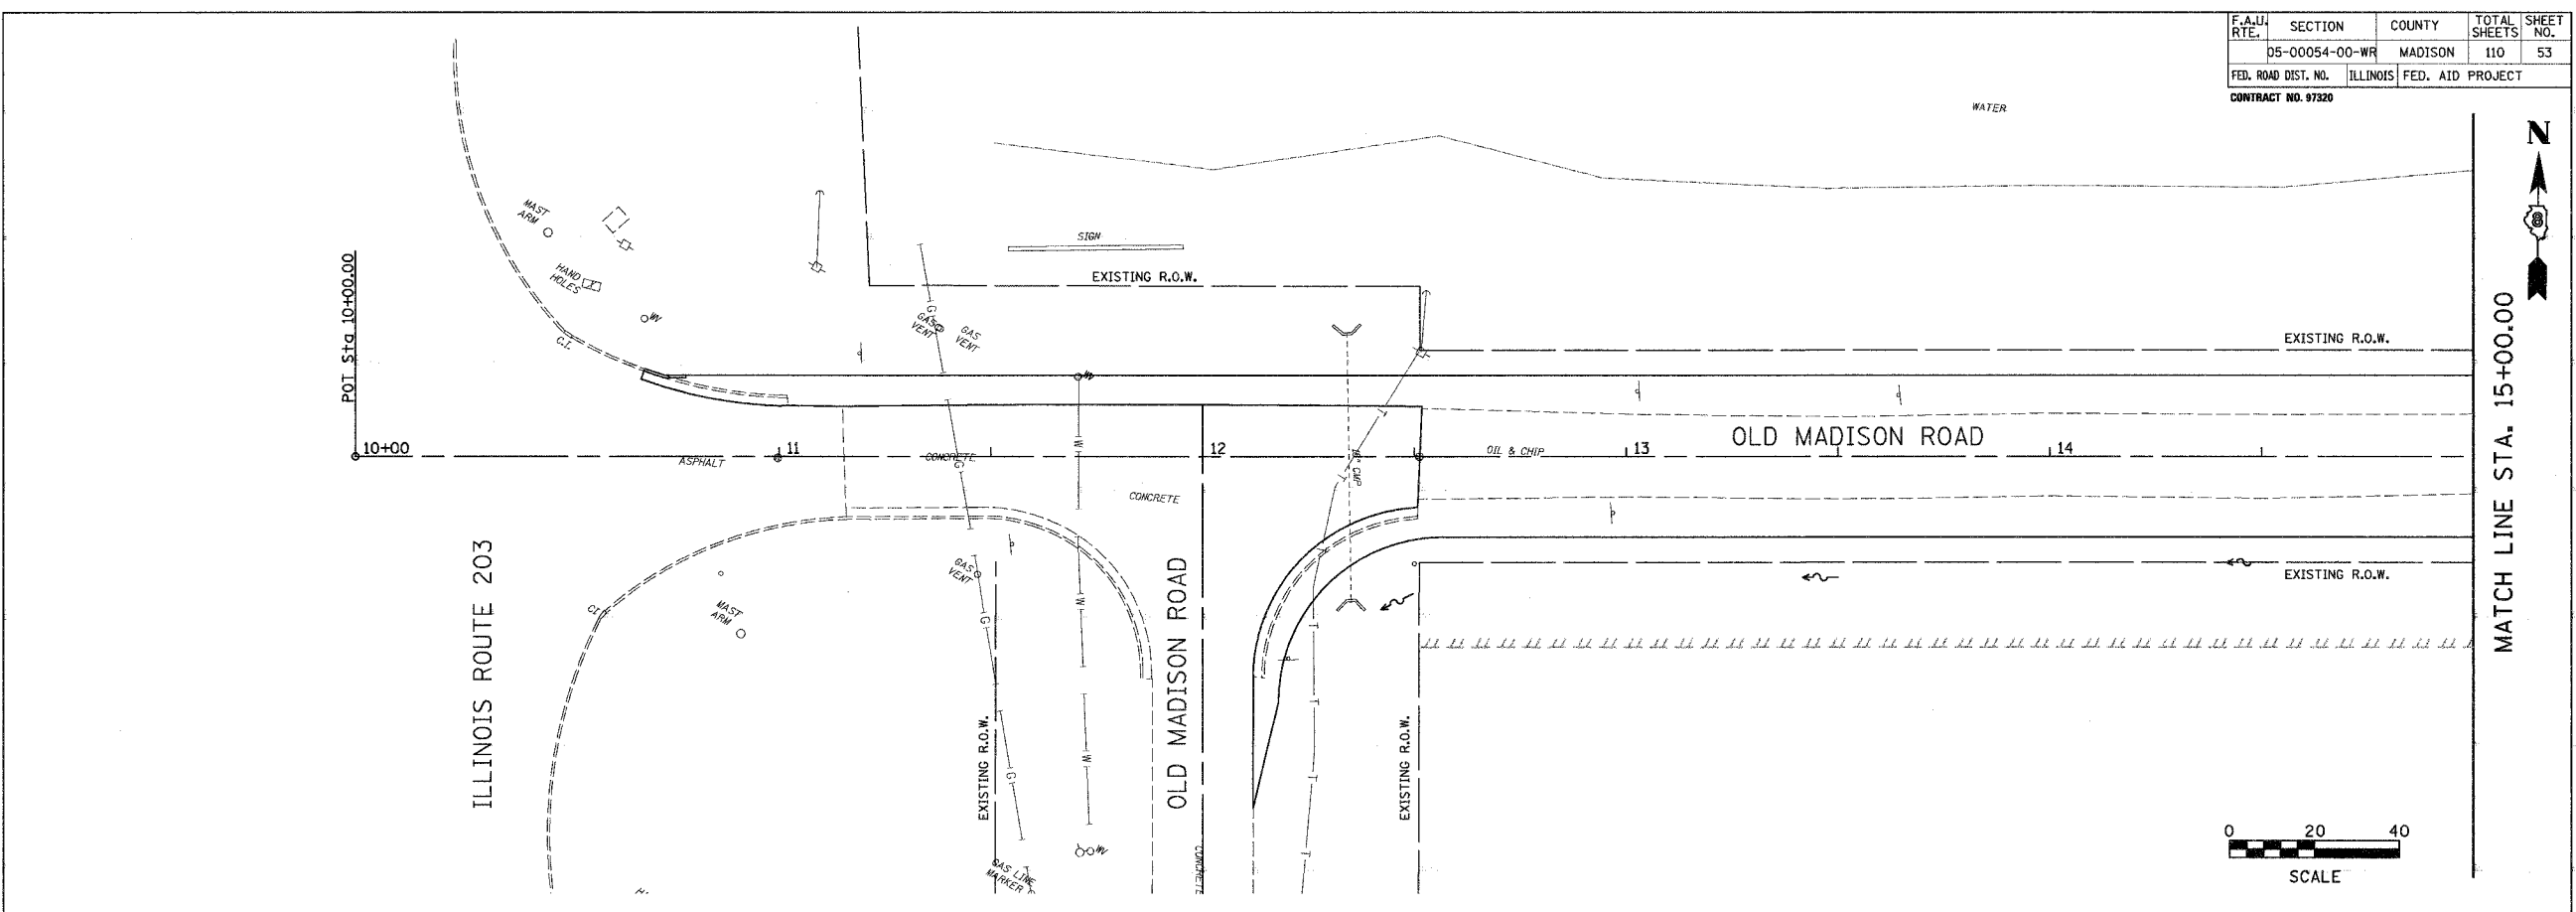 F.A.U. RTE.
SECTION
COUNTY
TOTAL SHEETS
SHEET NO.
05-00054-00-WR
MADISON
110
53
FED. ROAD DIST. NO.
ILLINOIS
FED. AID PROJECT
CONTRACT NO. 97320
WATER
N
MAST
ARM
SIGN
HAND
HOLES
EXISTING R.O.W.
POT Sta 10+00.00
W
G
GAS
VENT
GAS
VENT
C.I.
EXISTING R.O.W.
MATCH LINE STA. 15+00.00
W
10+00
ASPHALT
11
CONCRETE
G
W
12
18" CMP
T
T
OIL & CHIP
13
OLD MADISON ROAD
14
CONCRETE
ILLINOIS ROUTE 203
GAS
VENT
CI
MAST
ARM
G
W
T
T
EXISTING R.O.W.
EXISTING R.O.W.
G
W
OLD MADISON ROAD
T
T
T
EXISTING R.O.W.
W
GAS LINE
MARKER
CONCRETE
0 20 40
SCALE